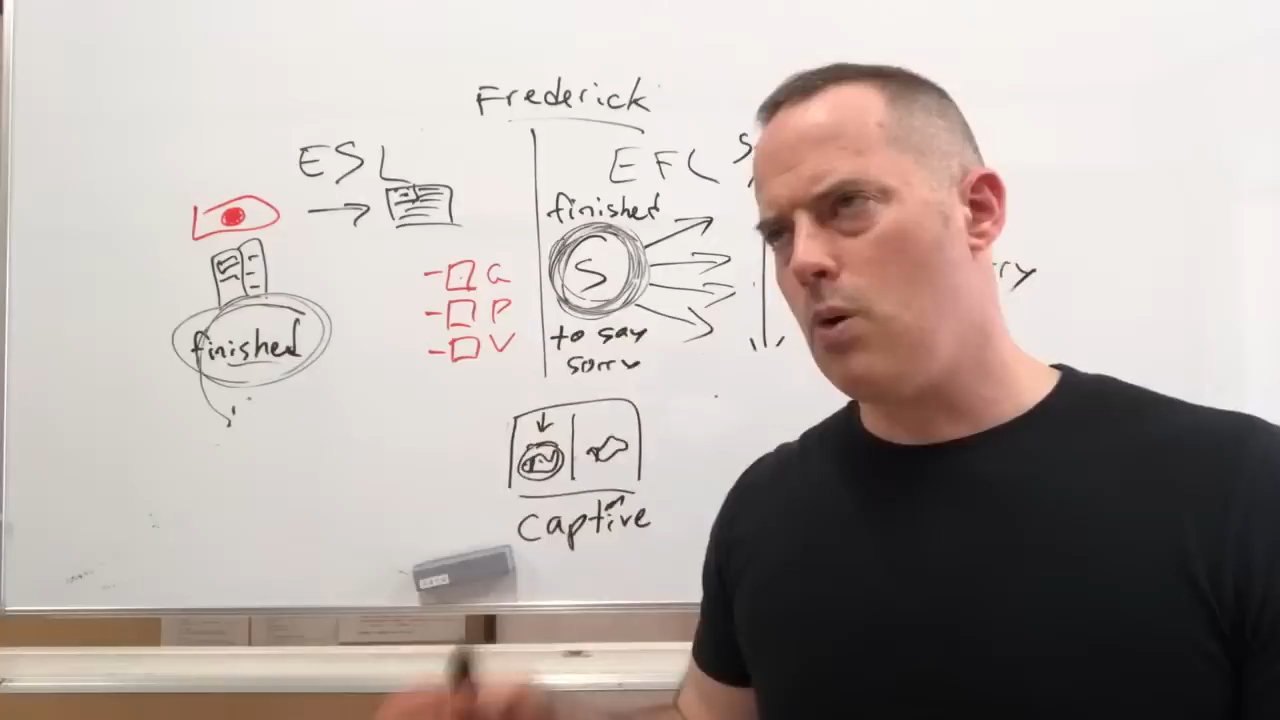 Frederick
ESL
EFL
finished
S
G
P
V
finished
to say
sorry
captive